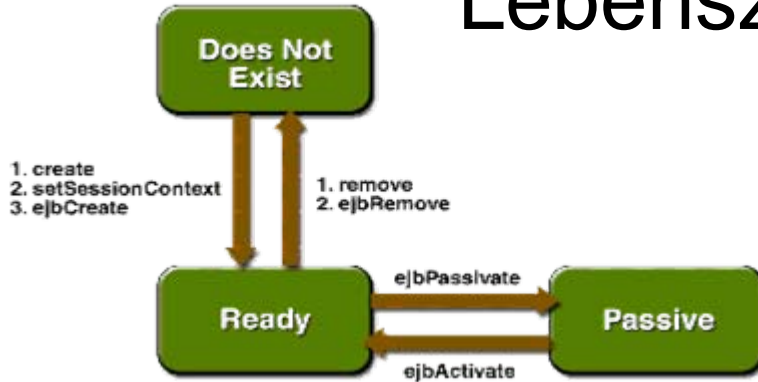 Does Not
Exist
1. create
2. setSessionContext
3. ejbCreate
1. remove
2. ejbRemove
Ready
ejbPassivate
Passive
ejbActivate